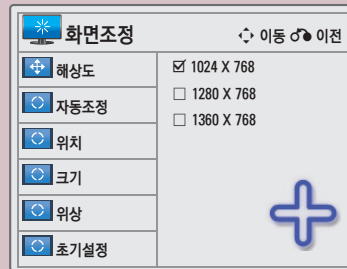 화면조정 이동 이전
해상도
자동조정
위치
크기
위상
초기설정
1024 X 768
1280 X 768
1360 X 768